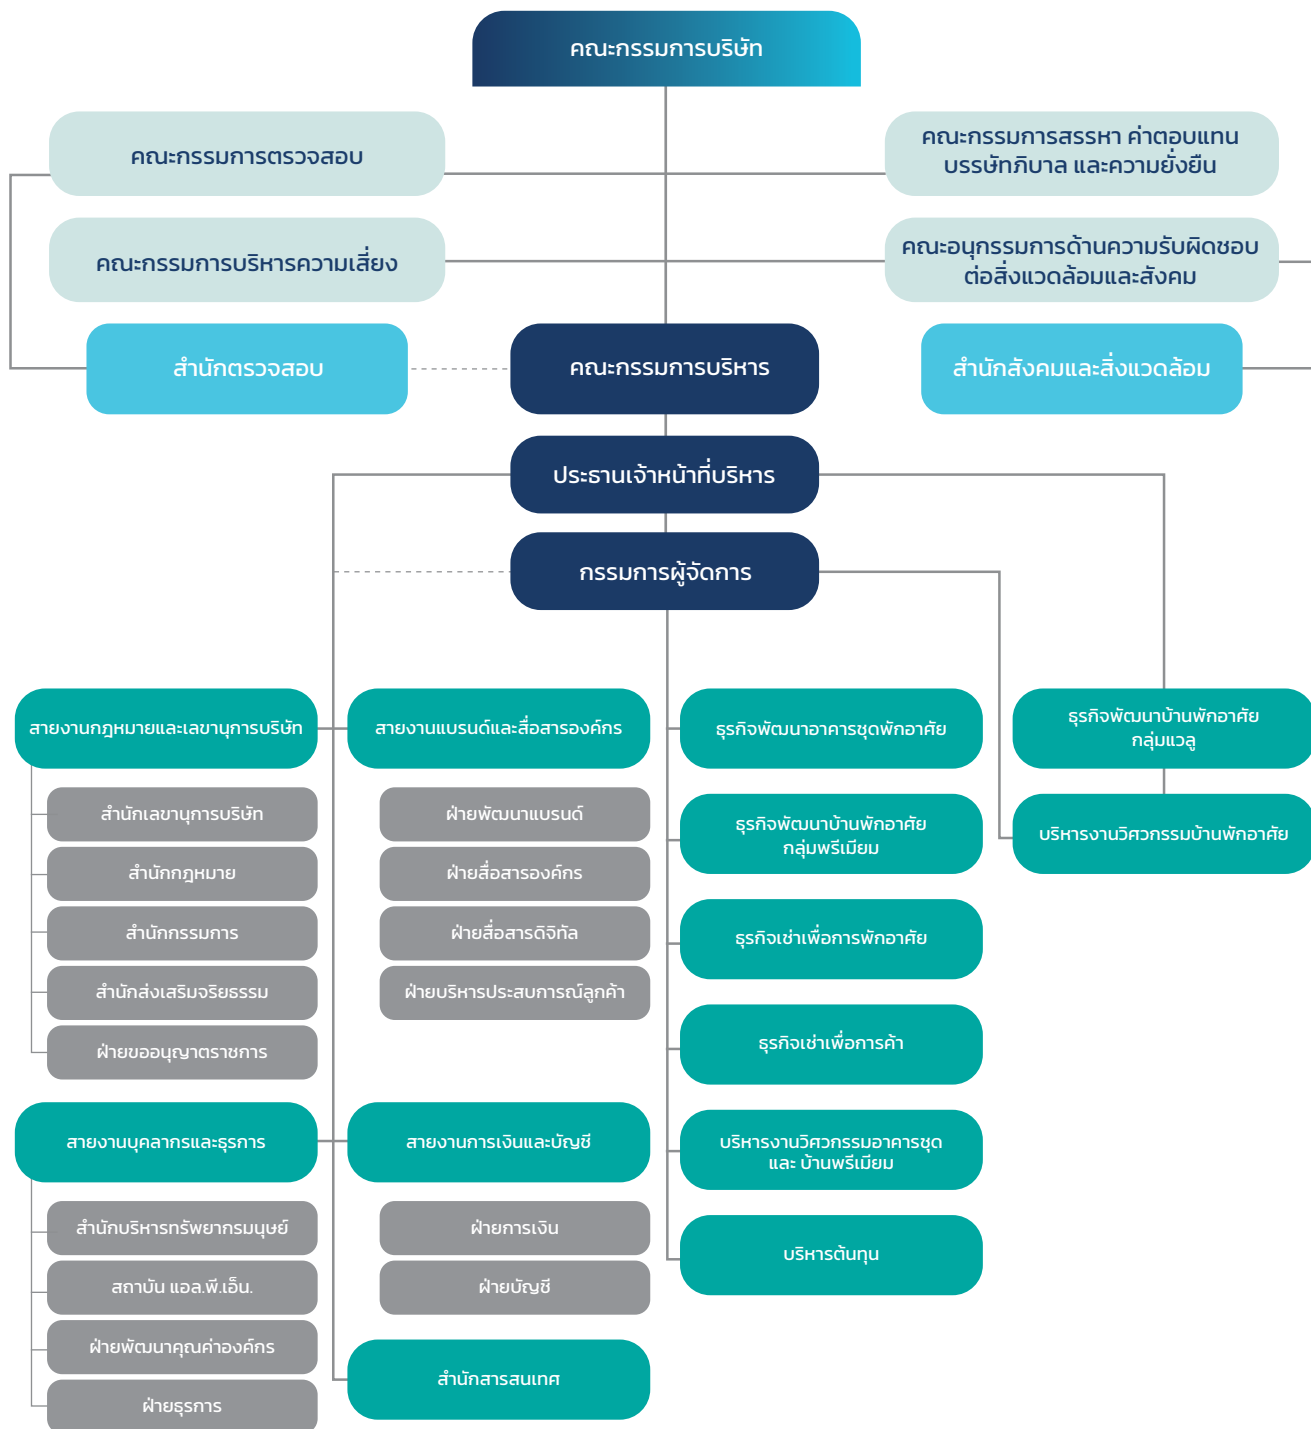 คณะกรรมการบริษัท
คณะกรรมการตรวจสอบ
คณะกรรมการสรรหา ค่าตอบแทน
บรรษัทภิบาล และความยั่งยืน
คณะกรรมการบริหารความเสี่ยง
คณะอนุกรรมการด้านความรับผิดชอบ
ต่อสิ่งแวดล้อมและสังคม
สำนักตรวจสอบ
คณะกรรมการบริหาร
สำนักสังคมและสิ่งแวดล้อม
ประธานเจ้าหน้าที่บริหาร
กรรมการผู้จัดการ
สายงานกฎหมายและเลขานุการบริษัท
สำนักเลขานุการบริษัท
สำนักกฎหมาย
สำนักกรรมการ
สำนักส่งเสริมจริยธรรม
ฝ่ายขออนุญาตราชการ
สายงานบุคลากรและธุรการ
สำนักบริหารทรัพยากรมนุษย์
สถาบัน แอล.พี.เอ็น.
ฝ่ายพัฒนาคุณค่าองค์กร
ฝ่ายธุรการ
สายงานแบรนด์และสื่อสารองค์กร
ฝ่ายพัฒนาแบรนด์
ฝ่ายสื่อสารองค์กร
ฝ่ายสื่อสารดิจิทัล
ฝ่ายบริหารประสบการณ์ลูกค้า
สายงานการเงินและบัญชี
ฝ่ายการเงิน
ฝ่ายบัญชี
สำนักสารสนเทศ
ธุรกิจพัฒนาอาคารชุดพักอาศัย
ธุรกิจพัฒนาบ้านพักอาศัย
กลุ่มพรีเมียม
ธุรกิจเช่าเพื่อการพักอาศัย
ธุรกิจเช่าเพื่อการค้า
บริหารงานวิศวกรรมอาคารชุด
และ บ้านพรีเมียม
บริหารต้นทุน
ธุรกิจพัฒนาบ้านพักอาศัย
กลุ่มแวลู
บริหารงานวิศวกรรมบ้านพักอาศัย